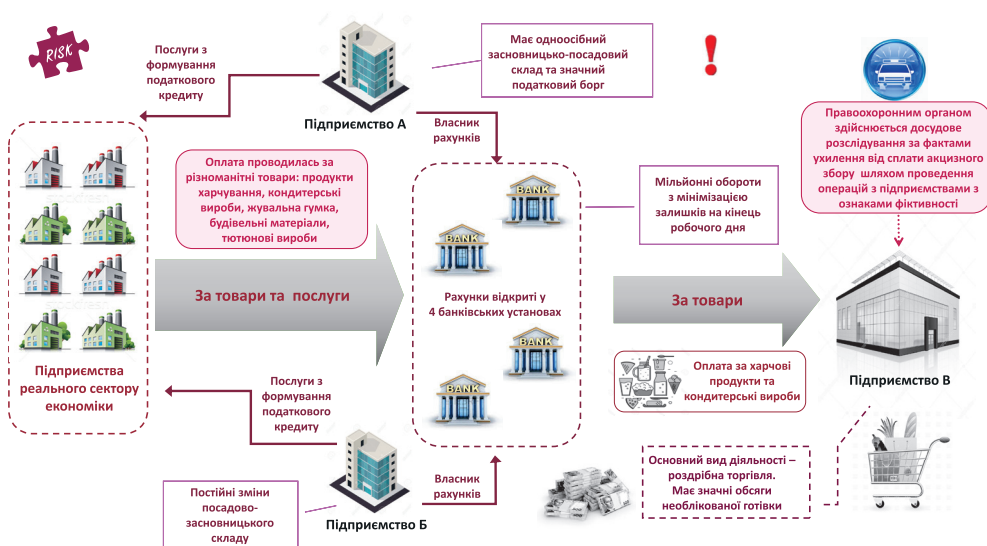 RISK
Послуги з
формування
податкового
кредиту
Підприємство А
Має одноосібний
засновницько-посадовий
склад та значний
податковий борг
Власник
рахунків
Правоохоронним органом
здійснюється досудове
розслідування за фактами
ухилення від сплати акцизного
збору шляхом проведення
операцій з підприємствами з
ознаками фіктивності
Оплата проводилась за
різноманітні товари: продукти
харчування, кондитерські
вироби, жувальна гумка,
будівельні матеріали,
тютюнові вироби
BANK
BANK
Мільйонні обороти
з мінімізацією
залишків на кінець
робочого дня
За товари та послуги
Рахунки відкриті у
4 банківських установах
За товари
BANK
BANK
Підприємства
реального сектору
економіки
Оплата за харчові
продукти та
кондитерські вироби
Підприємство В
Послуги з
формування
податкового
кредиту
Власник
рахунків
Підприємство Б
Постійні зміни
посадово-
засновницького
складу
Основний вид діяльності –
роздрібна торгівля.
Має значні обсяги
необлікованої готівки